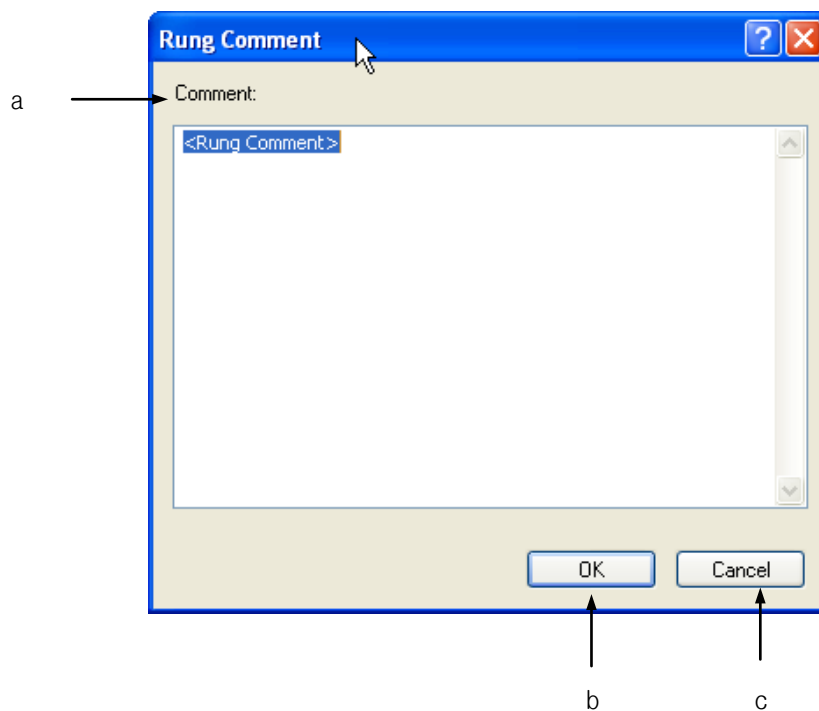 Rung Comment
a
Comment:
<Rung Comment>
OK
Cancel
b
c